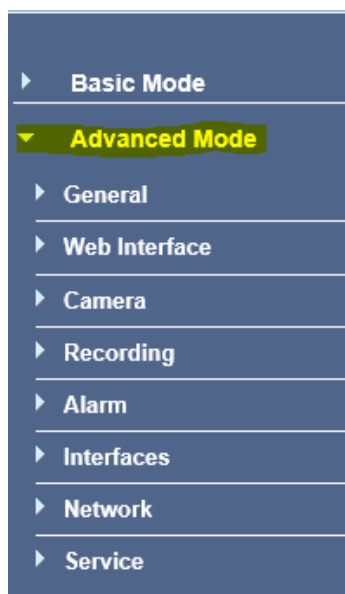 Basic Mode
Advanced Mode
General
Web Interface
Camera
Recording
Alarm
Interfaces
Network
Service